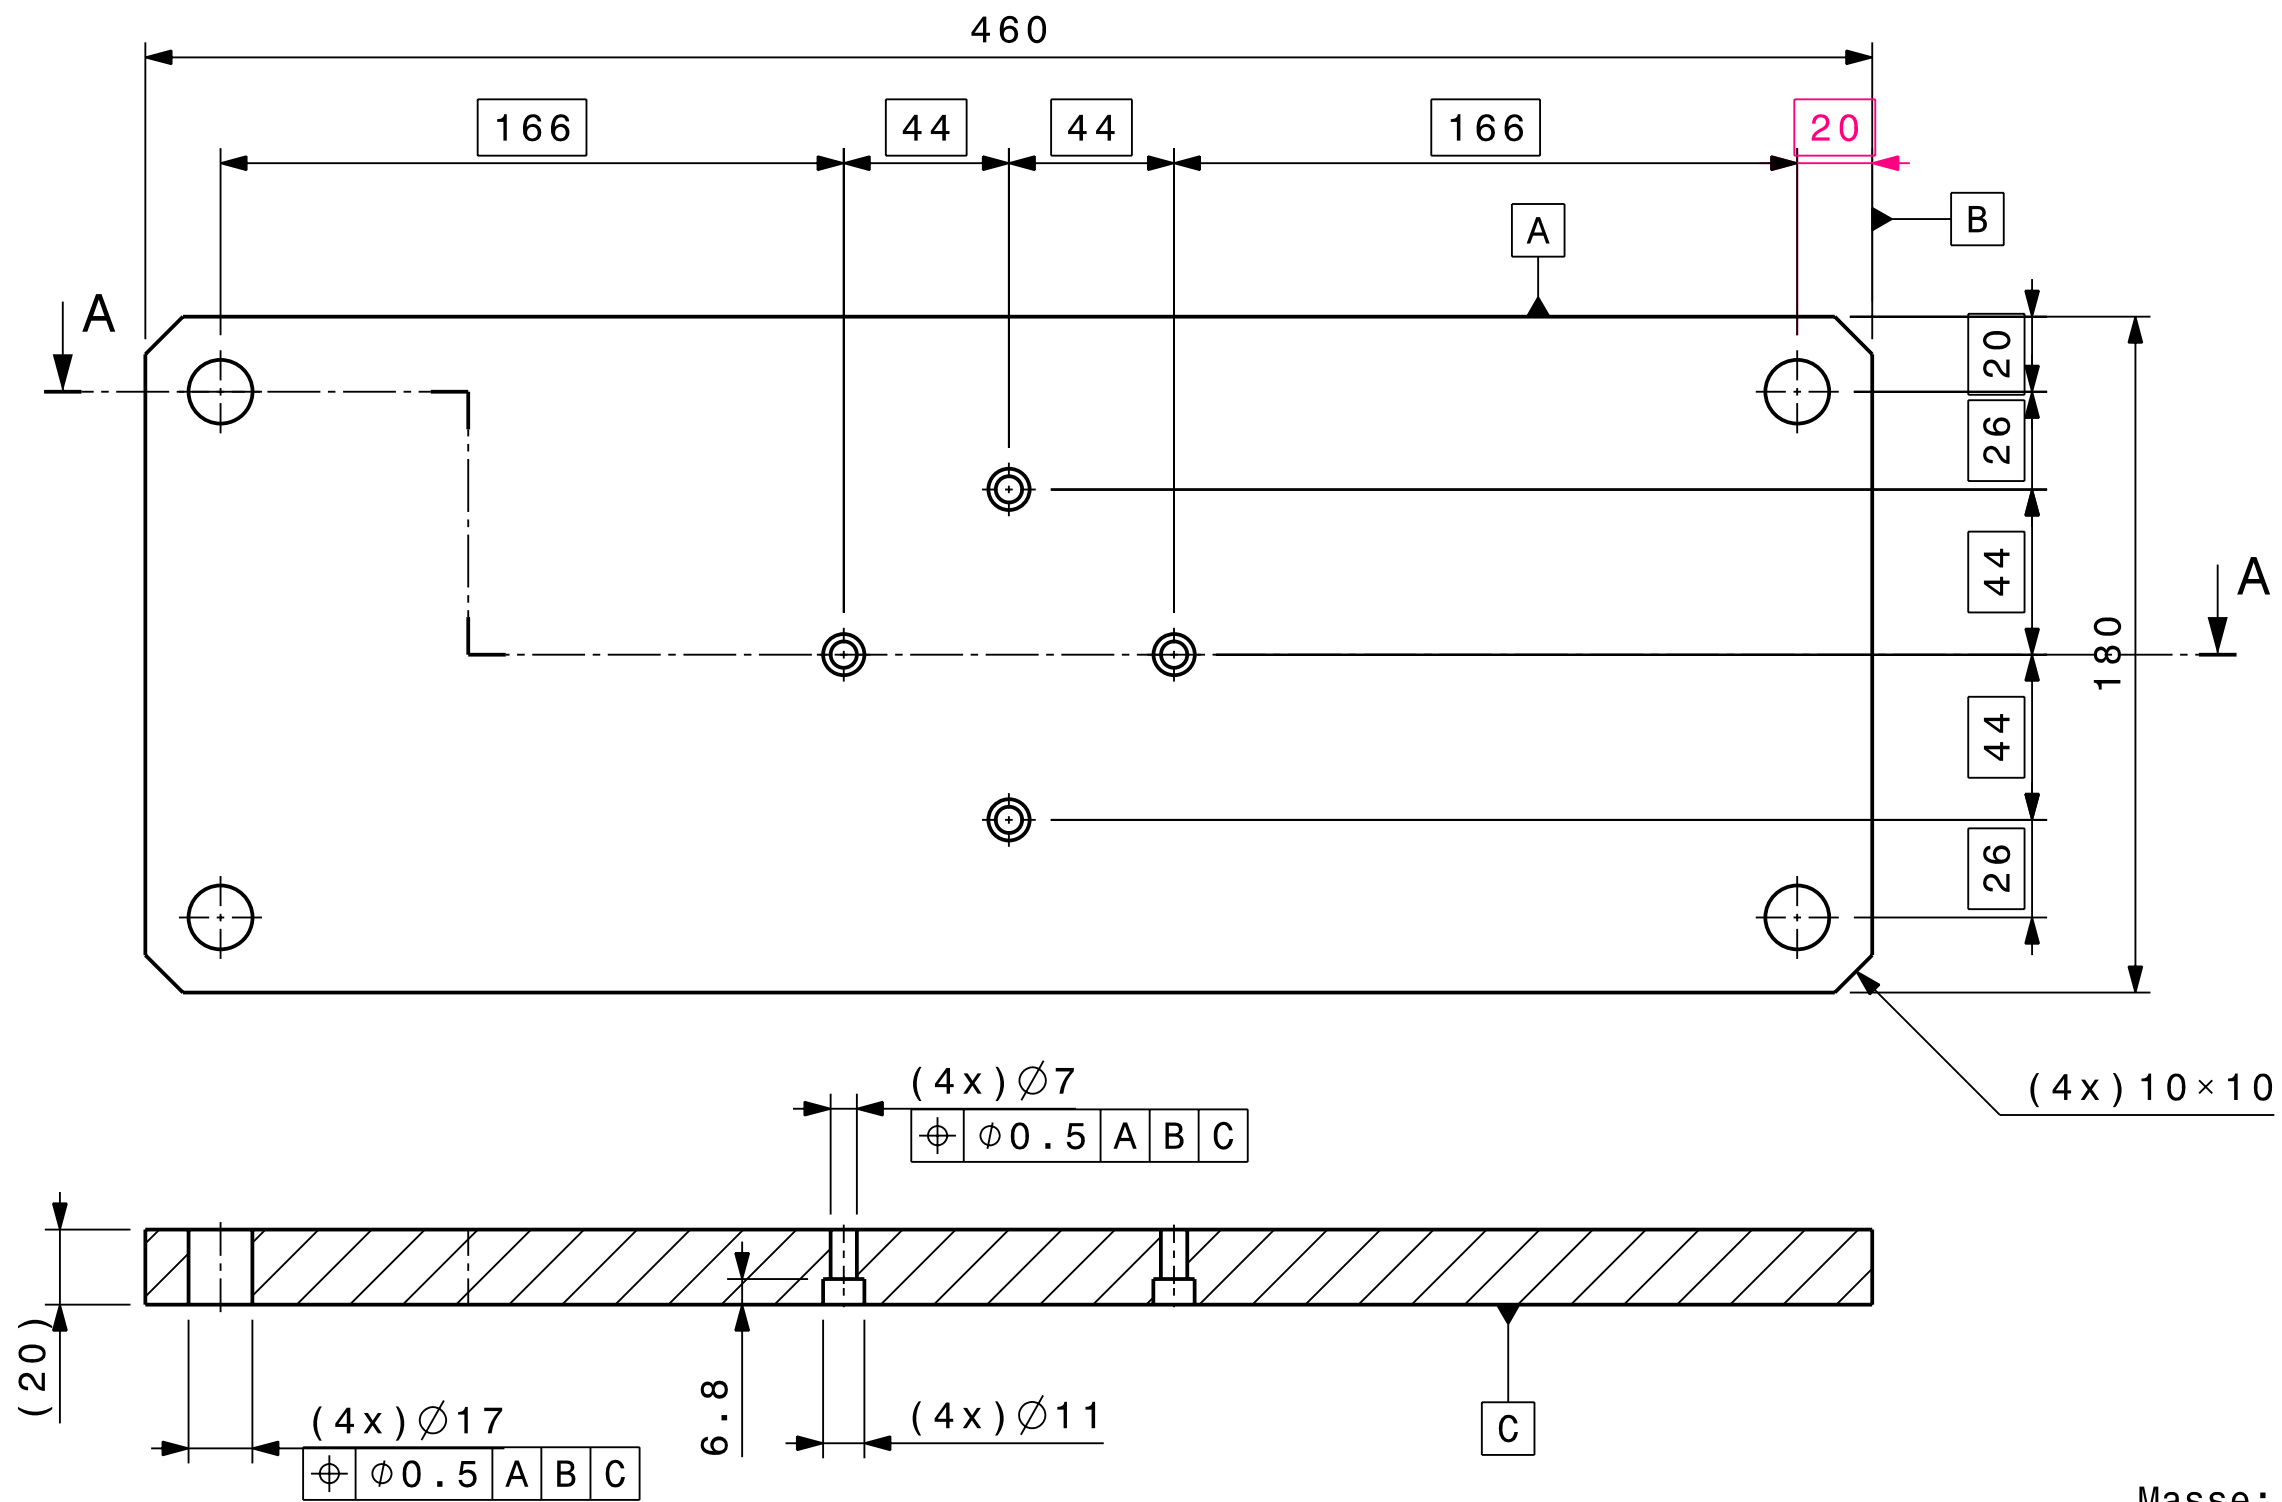 460
166 44 44 166 20
B
A
A
20
26
44
A
180
44
26
(4x)⌀7
⌖ ⌀0.5 A B C
(4x)10×10
(20)
(4x)⌀17
⌖ ⌀0.5 A B C
6.8
(4x)⌀11
C
Masse: